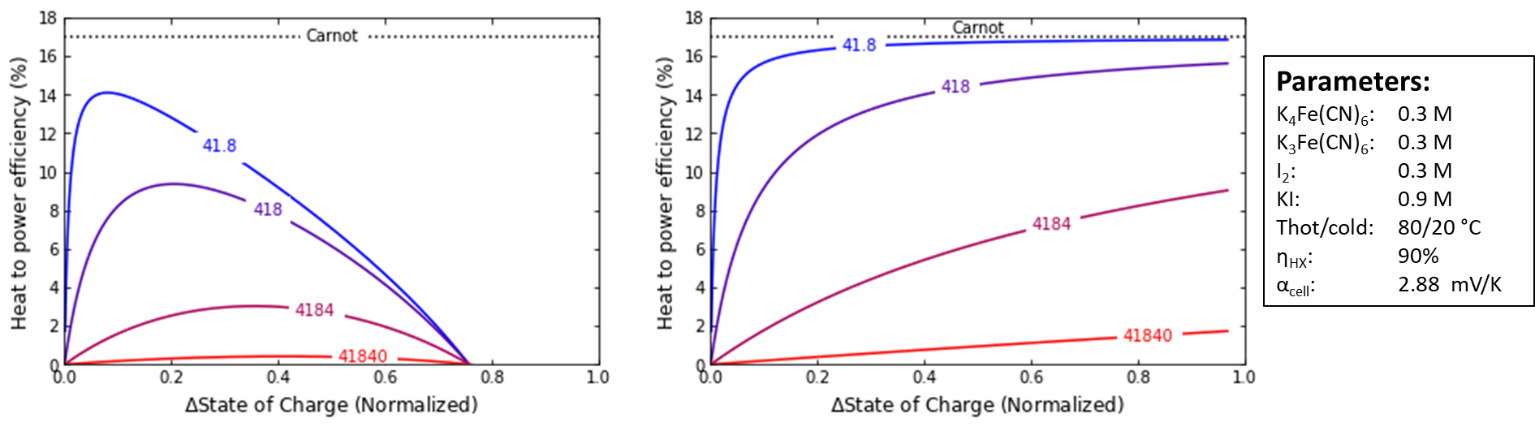 18
16
14
12
10
8
6
4
2
0
Heat to power efficiency (%)
Carnot
41.8
418
4184
41840
0.0 0.2 0.4 0.6 0.8 1.0
ΔState of Charge (Normalized)
18
16
14
12
10
8
6
4
2
0
Heat to power efficiency (%)
Carnot
41.8
418
4184
41840
0.0 0.2 0.4 0.6 0.8 1.0
ΔState of Charge (Normalized)
Parameters:
K₄Fe(CN)₆: 0.3 M
K₃Fe(CN)₆: 0.3 M
I₂: 0.3 M
KI: 0.9 M
Thot/cold: 80/20 °C
η_HX: 90%
α_cell: 2.88 mV/K